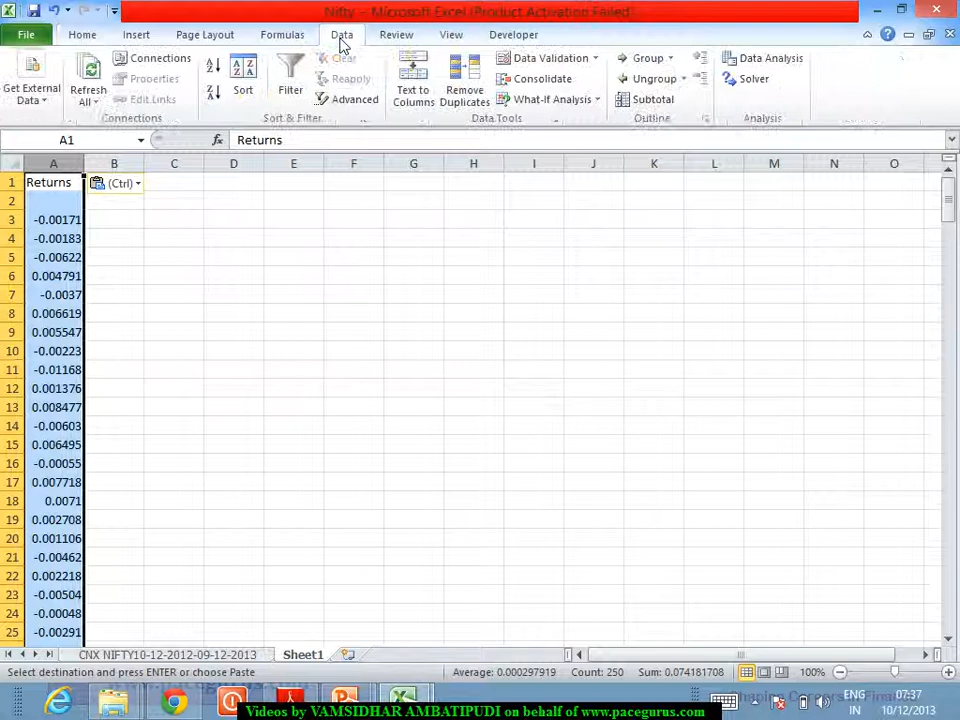 Nifty - Microsoft Excel (Product Activation Failed)
File Home Insert Page Layout Formulas Data Review View Developer
Get External Data
Refresh All
Connections
Properties
Edit Links
Connections
Sort
Filter
Clear
Reapply
Advanced
Sort & Filter
Text to Columns
Remove Duplicates
Data Validation
Consolidate
What-If Analysis
Data Tools
Group
Ungroup
Subtotal
Outline
Data Analysis
Solver
Analysis
A1 fx Returns
A B C D E F G H I J K L M N O
1 Returns (Ctrl)
2
3 -0.00171
4 -0.00183
5 -0.00622
6 0.004791
7 -0.0037
8 0.006619
9 0.005547
10 -0.00223
11 -0.01168
12 0.001376
13 0.008477
14 -0.00603
15 0.006495
16 -0.00055
17 0.007718
18 0.0071
19 0.002708
20 0.001106
21 -0.00462
22 0.002218
23 -0.00504
24 -0.00048
25 -0.00291
CNX NIFTY10-12-2012-09-12-2013 Sheet1
Select destination and press ENTER or choose Paste Average: 0.000297919 Count: 250 Sum: 0.074181708 100%
ENG 07:37
IN 10/12/2013
Videos by VAMSIDHAR AMBATIPUDI on behalf of www.pacegurus.com